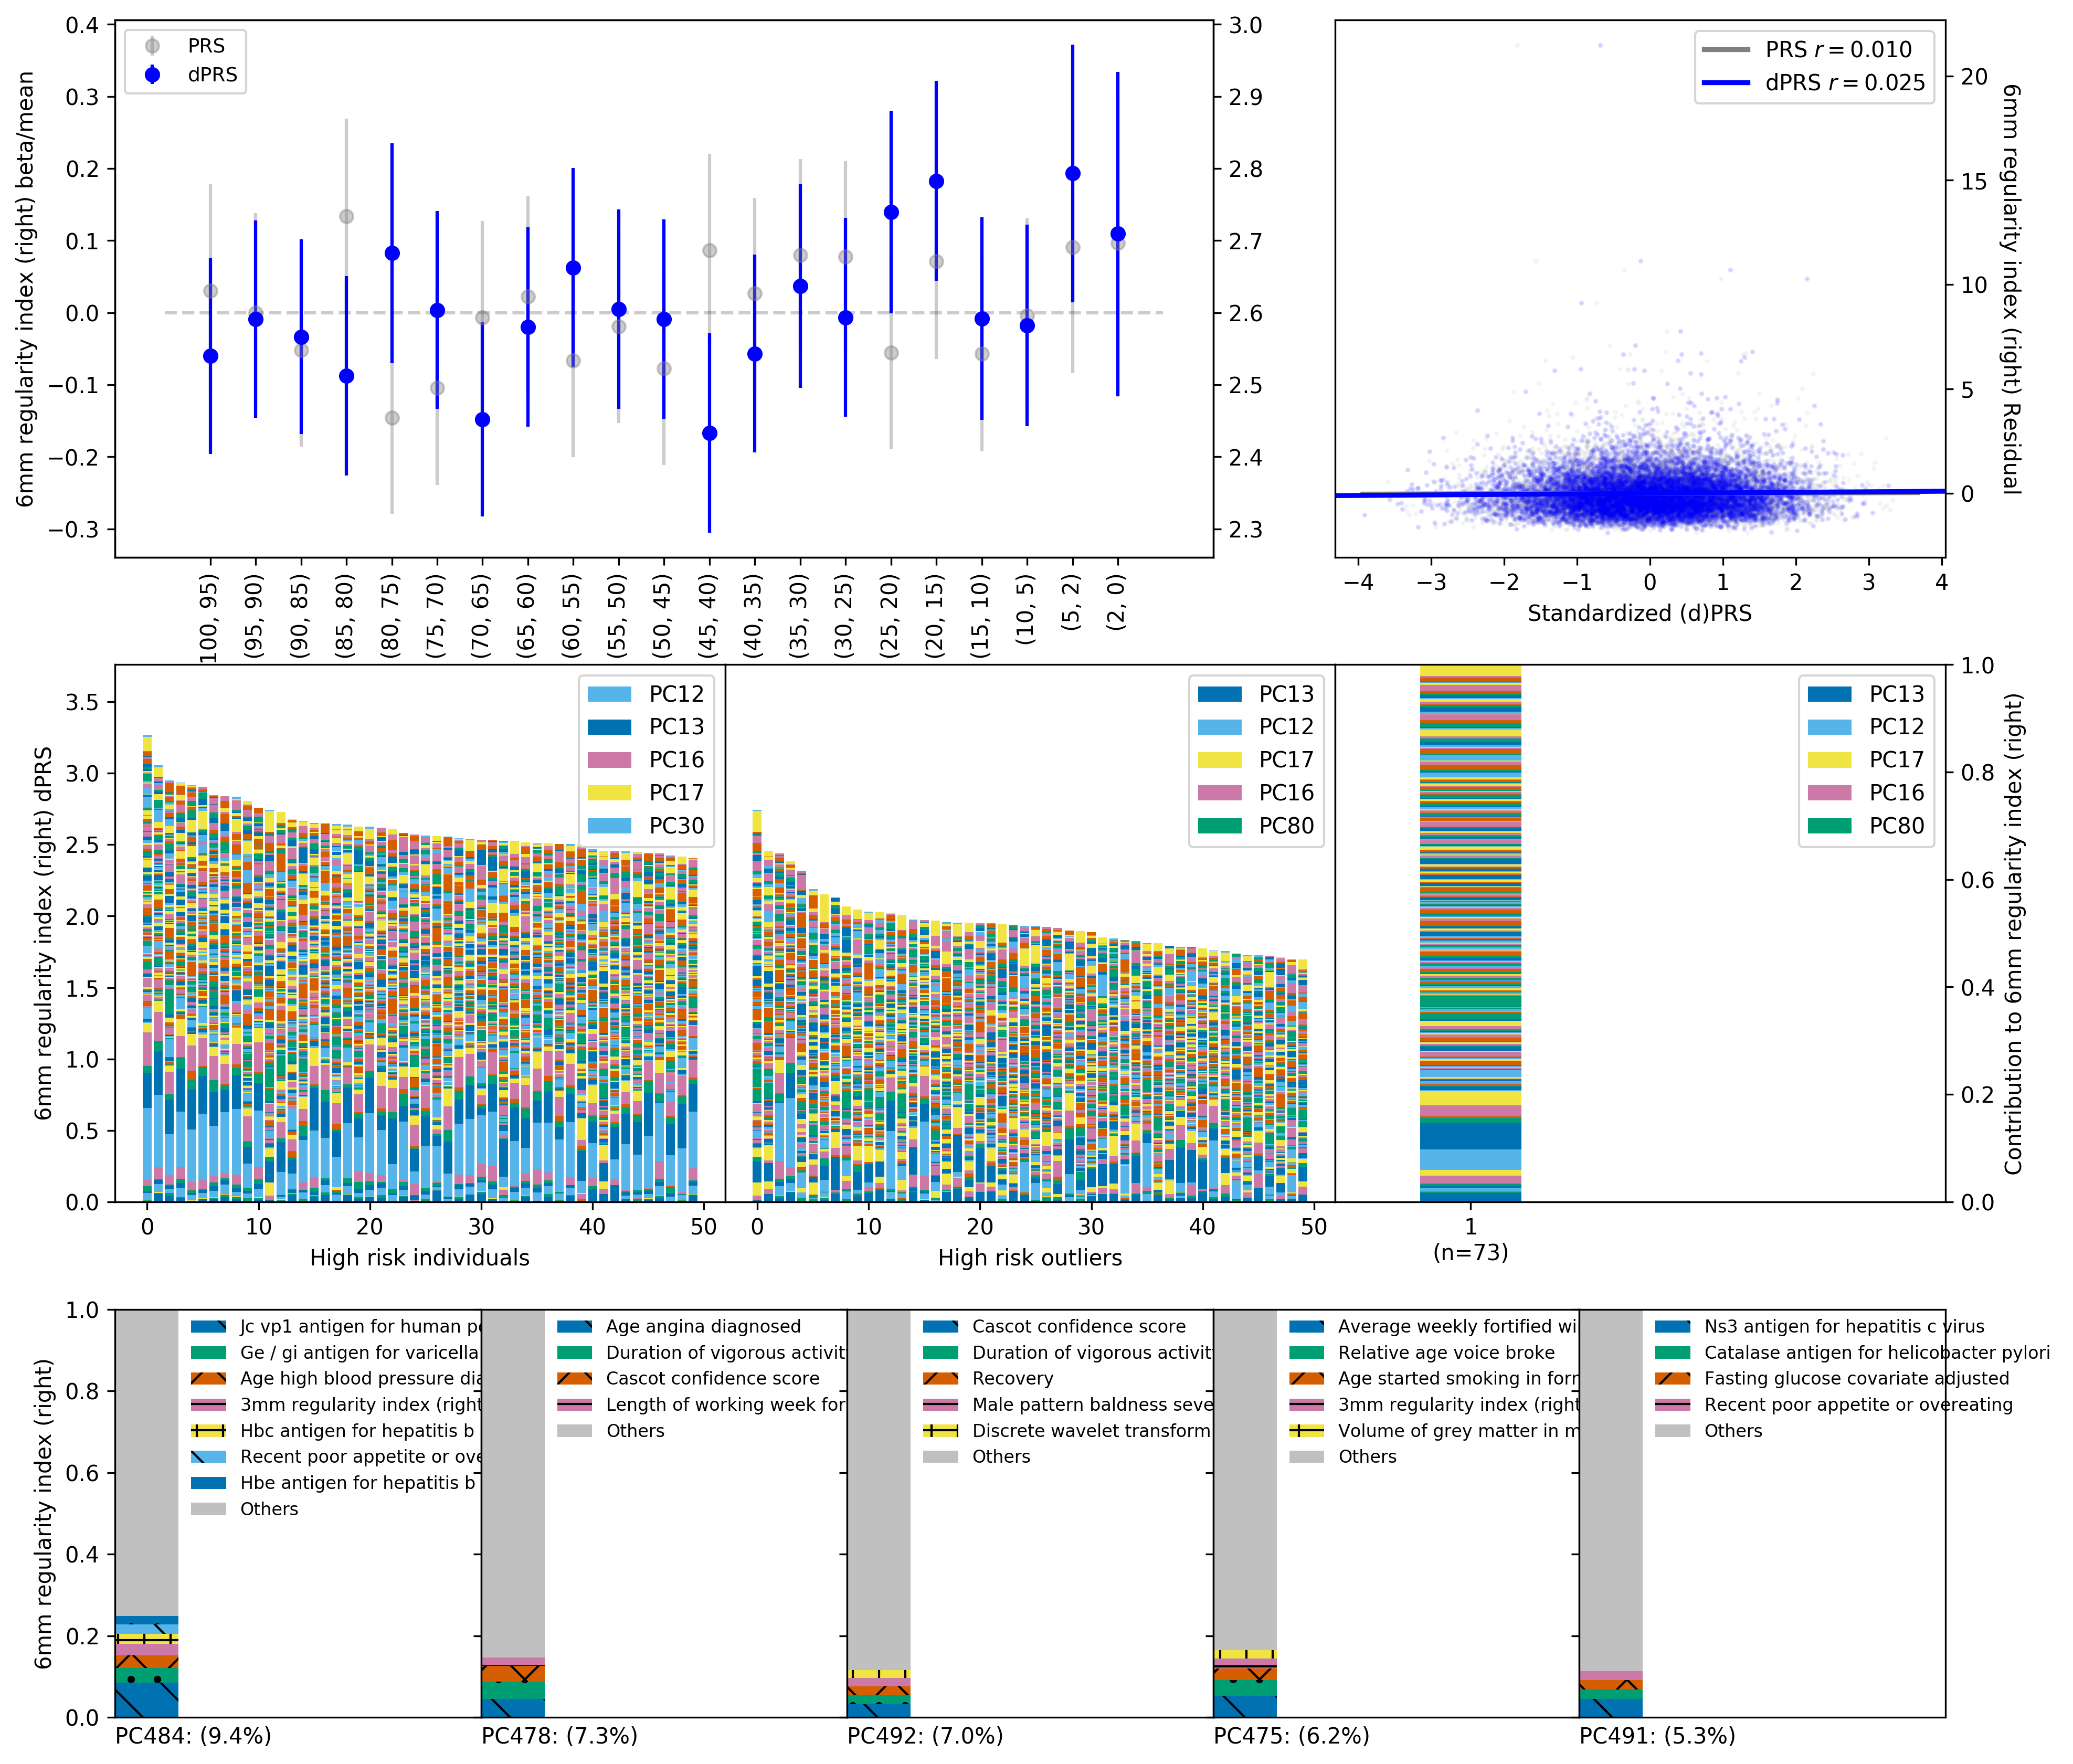 0.4
0.3
0.2
0.1
0.0
−0.1
−0.2
−0.3
6mm regularity index (right) beta/mean
PRS
dPRS
3.0
2.9
2.8
2.7
2.6
2.5
2.4
2.3
100, 95)
(95, 90)
(90, 85)
(85, 80)
(80, 75)
(75, 70)
(70, 65)
(65, 60)
(60, 55)
(55, 50)
(50, 45)
(45, 40)
(40, 35)
(35, 30)
(30, 25)
(25, 20)
(20, 15)
(15, 10)
(10, 5)
(5, 2)
(2, 0)
PRS r = 0.010
dPRS r = 0.025
20
15
10
5
0
6mm regularity index (right) Residual
−4 −3 −2 −1 0 1 2 3 4
Standardized (d)PRS
6mm regularity index (right) dPRS
3.5
3.0
2.5
2.0
1.5
1.0
0.5
0.0
PC12
PC13
PC16
PC17
PC30
0 10 20 30 40 50
High risk individuals
PC13
PC12
PC17
PC16
PC80
0 10 20 30 40 50
High risk outliers
PC13
PC12
PC17
PC16
PC80
1
(n=73)
1.0
0.8
0.6
0.4
0.2
0.0
Contribution to 6mm regularity index (right)
6mm regularity index (right)
1.0
0.8
0.6
0.4
0.2
0.0
Jc vp1 antigen for human
Ge / gi antigen for varicella
Age high blood pressure
3mm regularity index (right
Hbc antigen for hepatitis b
Recent poor appetite or
Hbe antigen for hepatitis b
Others
PC484: (9.4%)
Age angina diagnosed
Duration of vigorous activit
Cascot confidence score
Length of working week for
Others
PC478: (7.3%)
Cascot confidence score
Duration of vigorous activit
Recovery
Male pattern baldness seve
Discrete wavelet transform
Others
PC492: (7.0%)
Average weekly fortified wi
Relative age voice broke
Age started smoking in forr
3mm regularity index (right
Volume of grey matter in m
Others
PC475: (6.2%)
Ns3 antigen for hepatitis c virus
Catalase antigen for helicobacter pylori
Fasting glucose covariate adjusted
Recent poor appetite or overeating
Others
PC491: (5.3%)